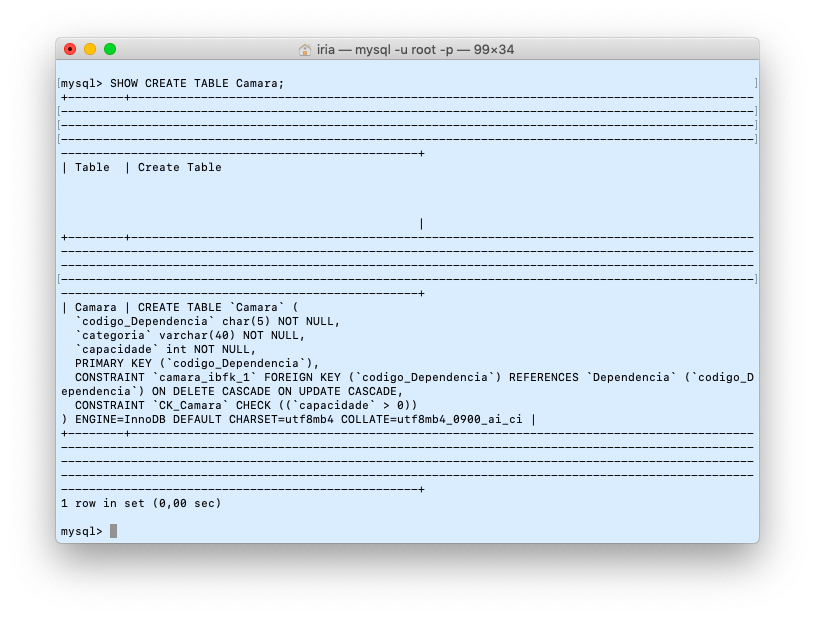 iria — mysql -u root -p — 99×34
mysql> SHOW CREATE TABLE Camara;
| Table | Create Table
|
| Camara | CREATE TABLE `Camara` (
`codigo_Dependencia` char(5) NOT NULL,
`categoria` varchar(40) NOT NULL,
`capacidade` int NOT NULL,
PRIMARY KEY (`codigo_Dependencia`),
CONSTRAINT `camara_ibfk_1` FOREIGN KEY (`codigo_Dependencia`) REFERENCES `Dependencia` (`codigo_D
ependencia`) ON DELETE CASCADE ON UPDATE CASCADE,
CONSTRAINT `CK_Camara` CHECK ((`capacidade` > 0))
) ENGINE=InnoDB DEFAULT CHARSET=utf8mb4 COLLATE=utf8mb4_0900_ai_ci |
1 row in set (0,00 sec)
mysql>